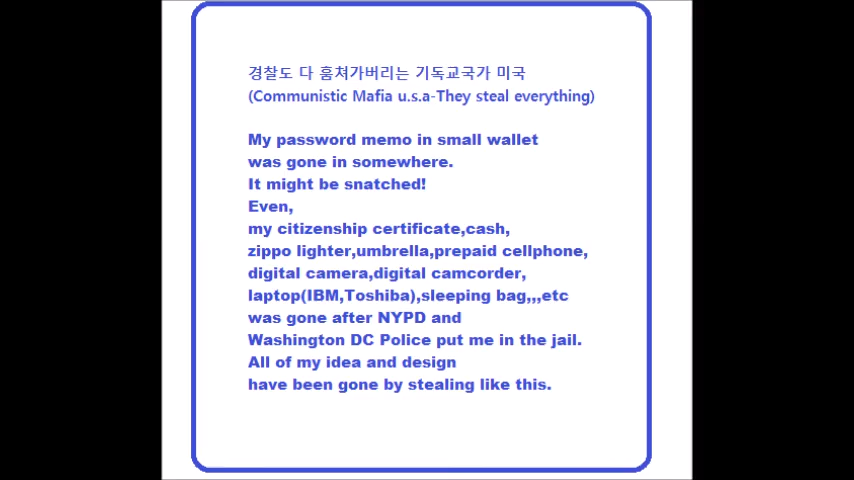 경찰도 다 훔쳐가버리는 기독교국가 미국
(Communistic Mafia u.s.a-They steal everything)
My password memo in small wallet
was gone in somewhere.
It might be snatched!
Even,
my citizenship certificate,cash,
zippo lighter,umbrella,prepaid cellphone,
digital camera,digital camcorder,
laptop(IBM,Toshiba),sleeping bag,,,etc
was gone after NYPD and
Washington DC Police put me in the jail.
All of my idea and design
have been gone by stealing like this.